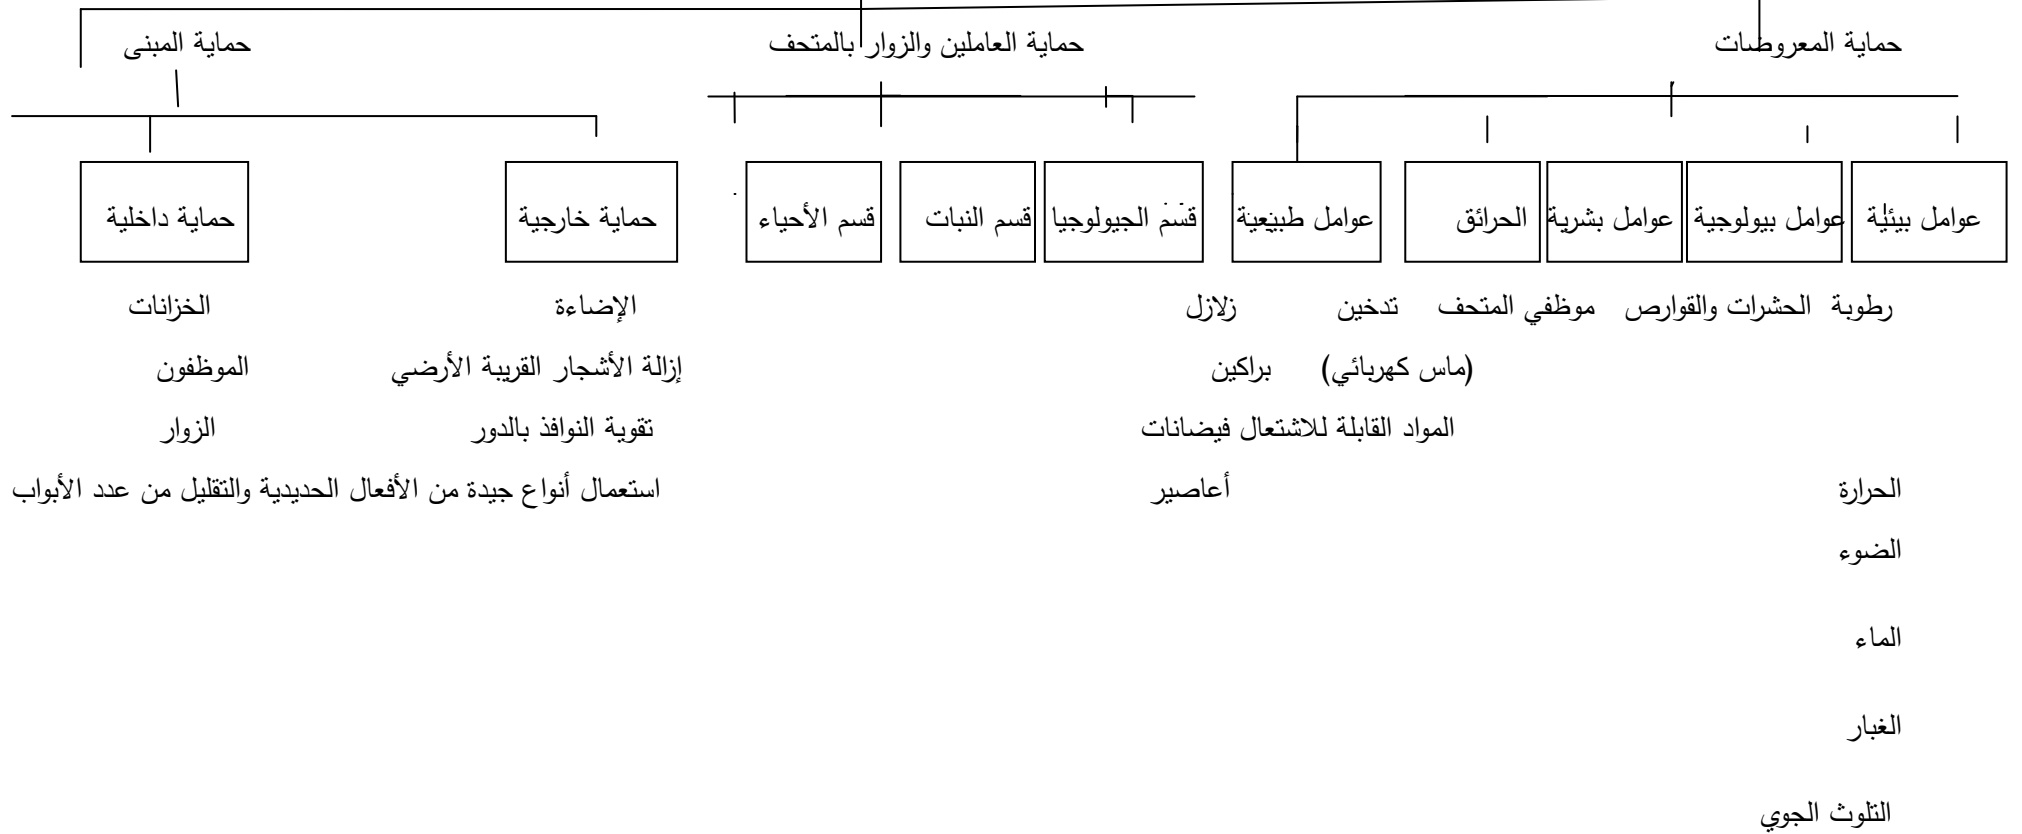 حماية المعروضات حماية العاملين والزوار بالمتحف حماية المبنى
عوامل بيئية عوامل بيولوجية عوامل بشرية الحرائق عوامل طبيعية قسم الجيولوجيا قسم النبات قسم الأحياء حماية خارجية حماية داخلية
رطوبة الحشرات والقوارص موظفي المتحف تدخين زلازل الإضاءة الخزانات
(ماس كهربائي) براكين إزالة الأشجار القريبة الأرضي الموظفون
المواد القابلة للاشتعال فيضانات تقوية النوافذ بالدور الزوار
الحرارة أعاصير استعمال أنواع جيدة من الأفعال الحديدية والتقليل من عدد الأبواب
الضوء
الماء
الغبار
التلوث الجوي